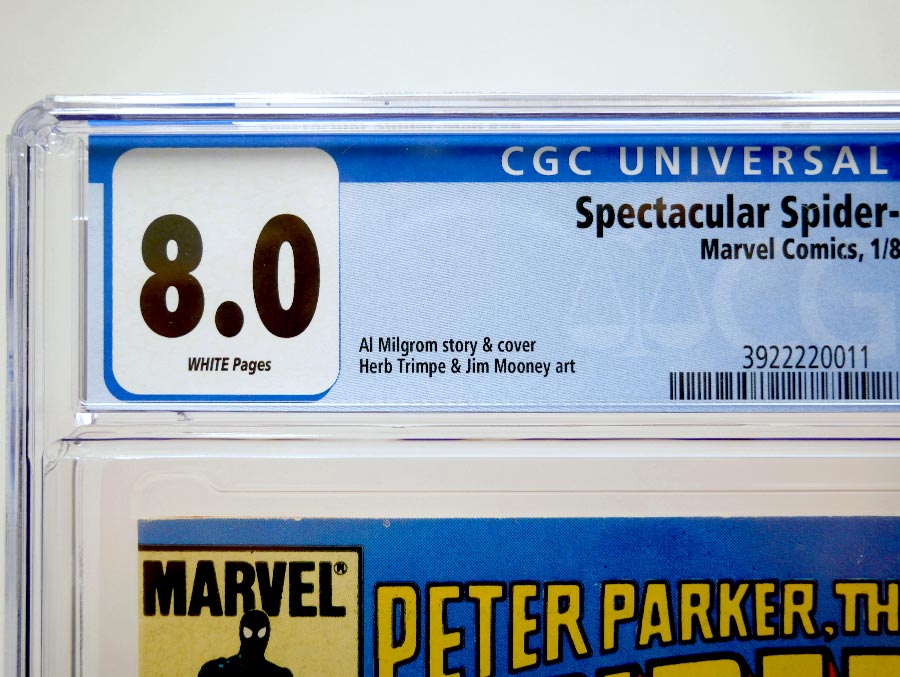 CGC UNIVERSAL
8.0
WHITE Pages
Spectacular Spider-
Marvel Comics, 1/8
Al Milgrom story & cover
Herb Trimpe & Jim Mooney art
CG
3922220011
MARVEL®
PETER PARKER, TH